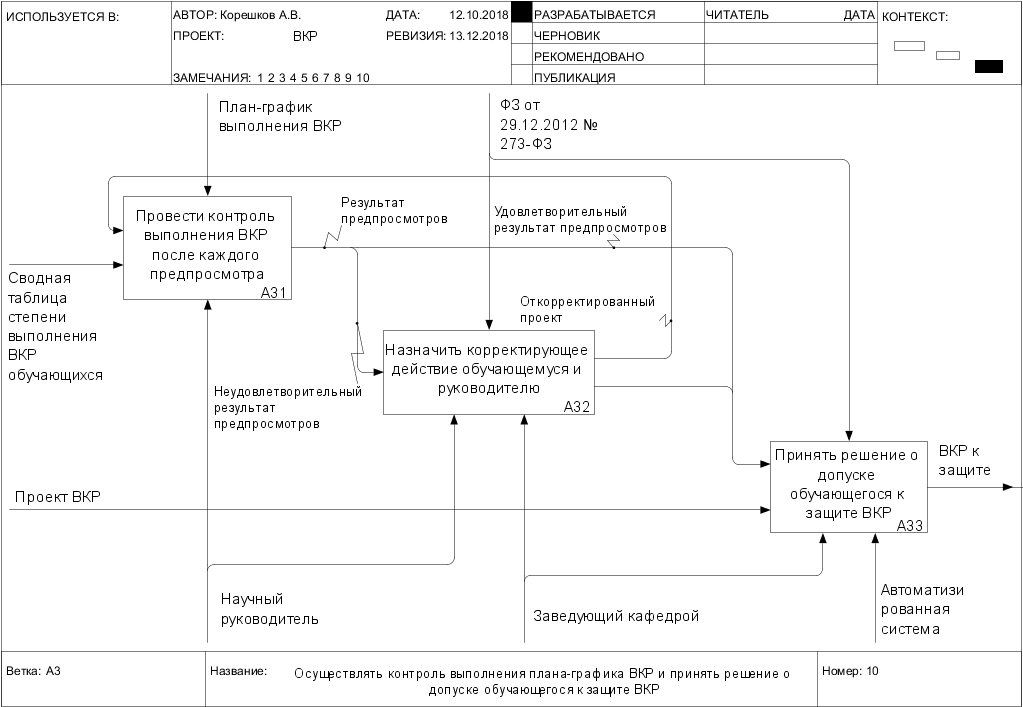 ИСПОЛЬЗУЕТСЯ В:
АВТОР: Корешков А.В.
ДАТА: 12.10.2018
ПРОЕКТ: ВКР
РЕВИЗИЯ: 13.12.2018
ЗАМЕЧАНИЯ: 1 2 3 4 5 6 7 8 9 10
РАЗРАБАТЫВАЕТСЯ
ЧЕРНОВИК
РЕКОМЕНДОВАНО
ПУБЛИКАЦИЯ
ЧИТАТЕЛЬ
ДАТА
КОНТЕКСТ:
План-график
выполнения ВКР
ФЗ от
29.12.2012 №
273-ФЗ
Провести контроль
выполнения ВКР
после каждого
предпросмотра
А31
Результат
предпросмотров
Удовлетворительный
результат предпросмотров
Сводная
таблица
степени
выполнения
ВКР
обучающихся
Откорректированный
проект
Назначить корректирующее
действие обучающемуся и
руководителю
А32
Неудовлетворительный
результат
предпросмотров
Принять решение о
допуске
обучающегося к
защите ВКР
А33
ВКР к
защите
Проект ВКР
Научный
руководитель
Заведующий кафедрой
Автоматизи
рованная
система
Ветка: А3
Название:
Осуществлять контроль выполнения плана-графика ВКР и принять решение о
допуске обучающегося к защите ВКР
Номер: 10